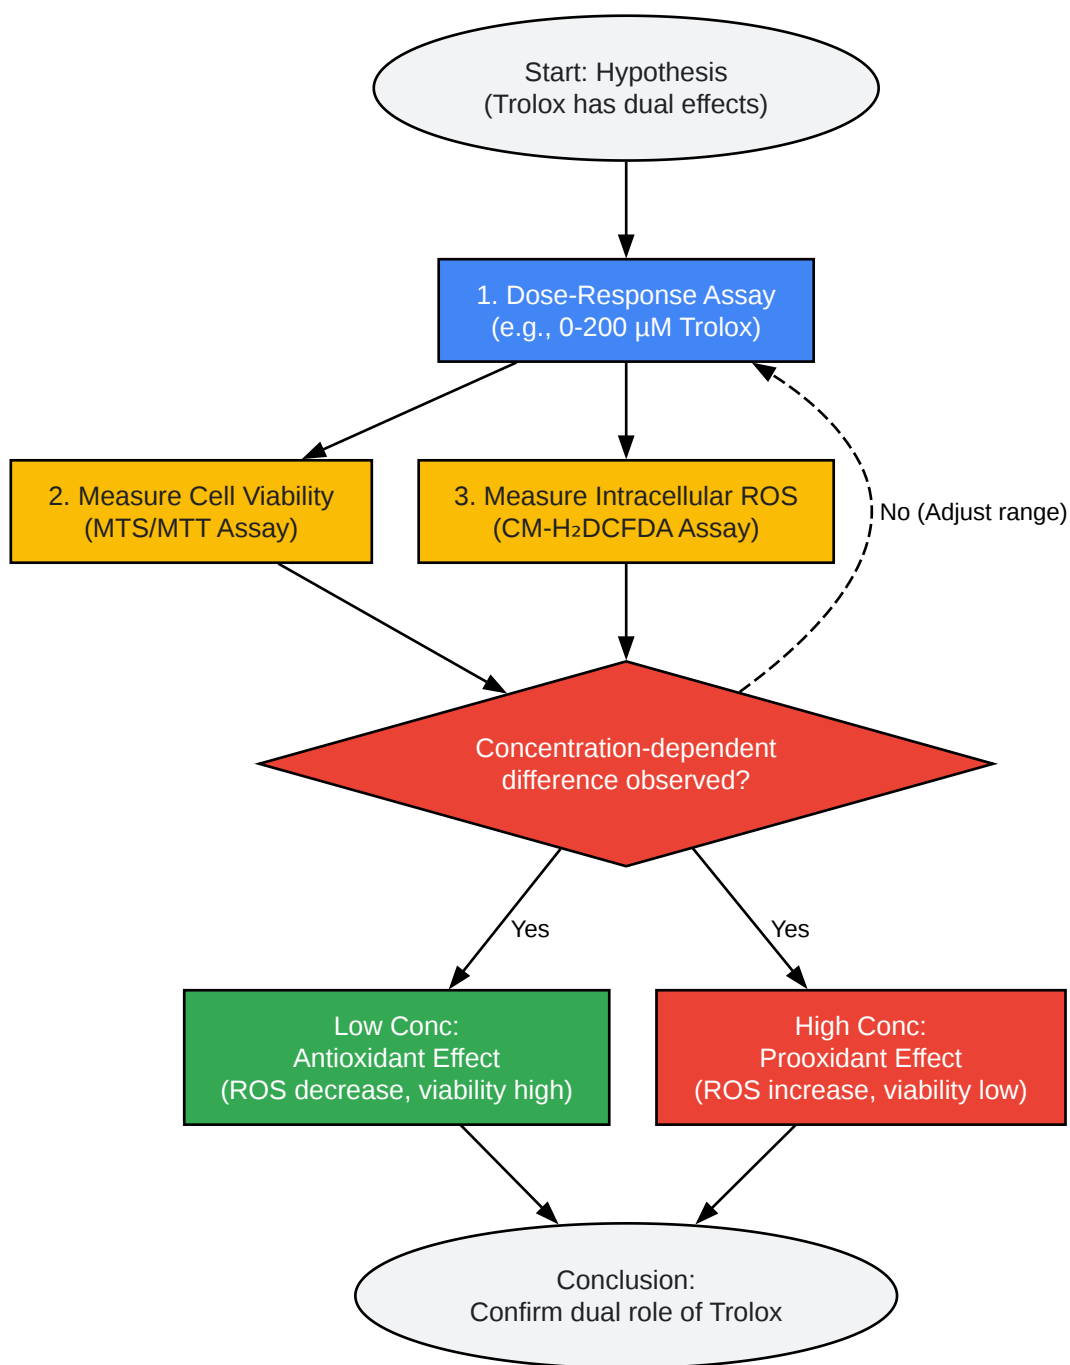 Start: Hypothesis
(Trolox has dual effects)
1. Dose-Response Assay
(e.g., 0-200 µM Trolox)
2. Measure Cell Viability
(MTS/MTT Assay)
3. Measure Intracellular ROS
(CM-H₂DCFDA Assay)
No (Adjust range)
Concentration-dependent
difference observed?
Yes
Yes
Low Conc:
Antioxidant Effect
(ROS decrease, viability high)
High Conc:
Prooxidant Effect
(ROS increase, viability low)
Conclusion:
Confirm dual role of Trolox